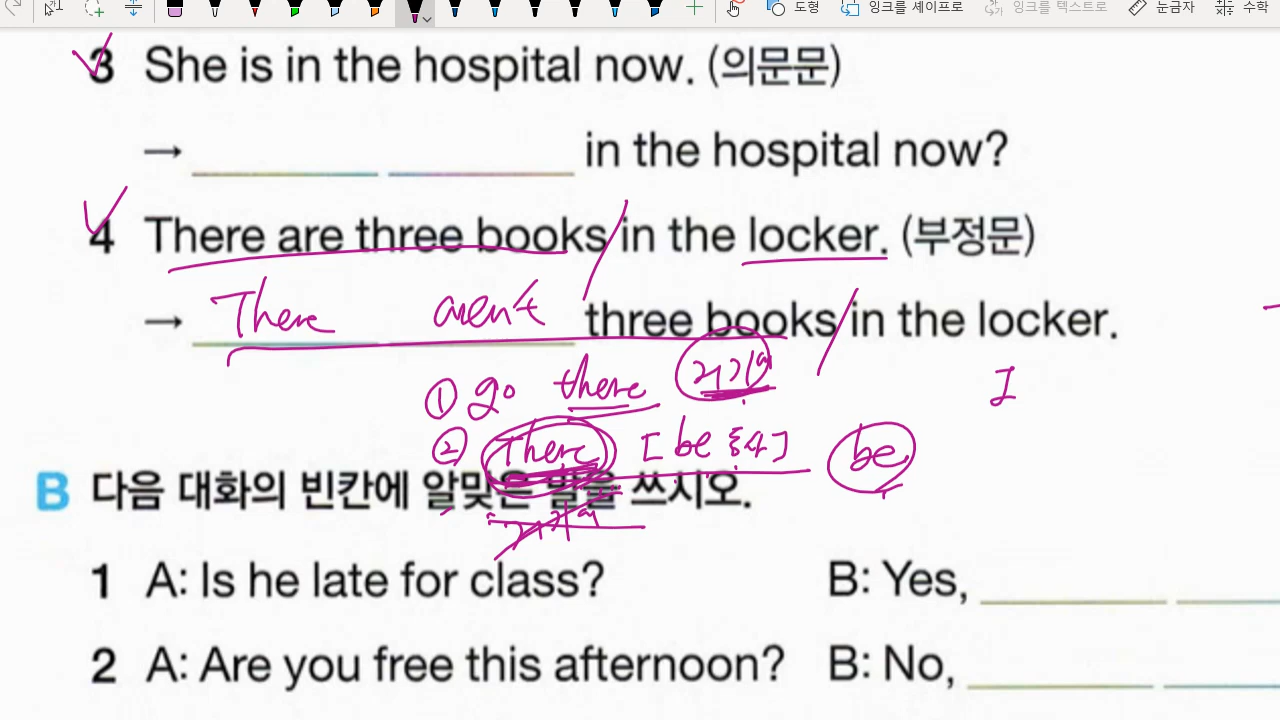 도형 잉크를 셰이프로 잉크를 텍스트로 눈금자 수학
3 She is in the hospital now. (의문문)
→ in the hospital now?
4 There are three books in the locker. (부정문)
→ There aren't three books in the locker.
① go there 거기에 I
② There [be 동사] be
B 다음 대화의 빈칸에 알맞은 말을 쓰시오.
거기에
1 A: Is he late for class? B: Yes,
2 A: Are you free this afternoon? B: No,